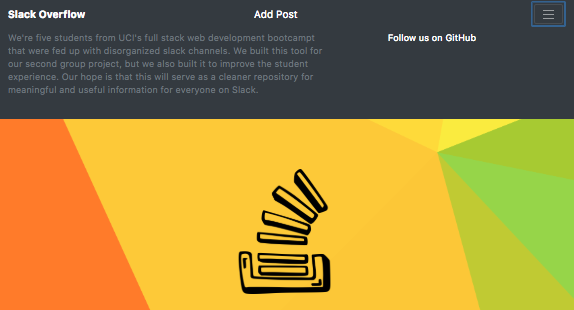 Slack Overflow
Add Post
We're five students from UCI's full stack web development bootcampt
that were fed up with disorganized slack channels. We built this tool for
our second group project, but we also built it to improve the student
experience. Our hope is that this will serve as a cleaner repository for
meaningful and useful information for everyone on Slack.
Follow us on GitHub